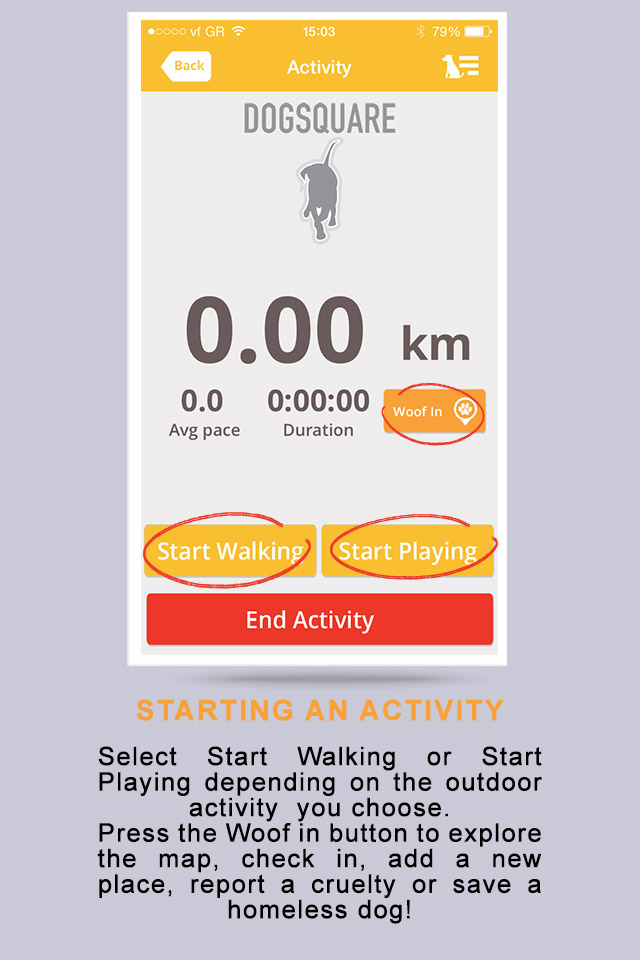 vf GR 15:03 79%
Back Activity
DOGSQUARE
0.00 km
0.0 0:00:00 Woof In
Avg pace Duration
Start Walking Start Playing
End Activity
STARTING AN ACTIVITY
Select Start Walking or Start
Playing depending on the outdoor
activity you choose.
Press the Woof in button to explore
the map, check in, add a new
place, report a cruelty or save a
homeless dog!